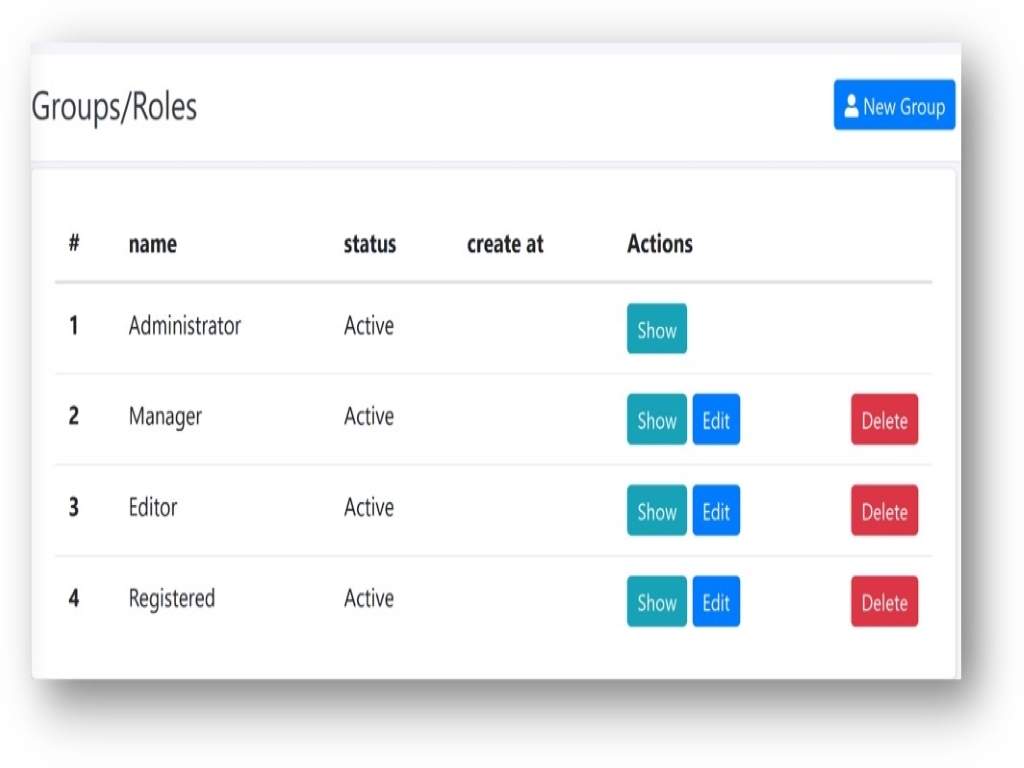 Groups/Roles New Group
# name status create at Actions
1 Administrator Active Show
2 Manager Active Show Edit Delete
3 Editor Active Show Edit Delete
4 Registered Active Show Edit Delete